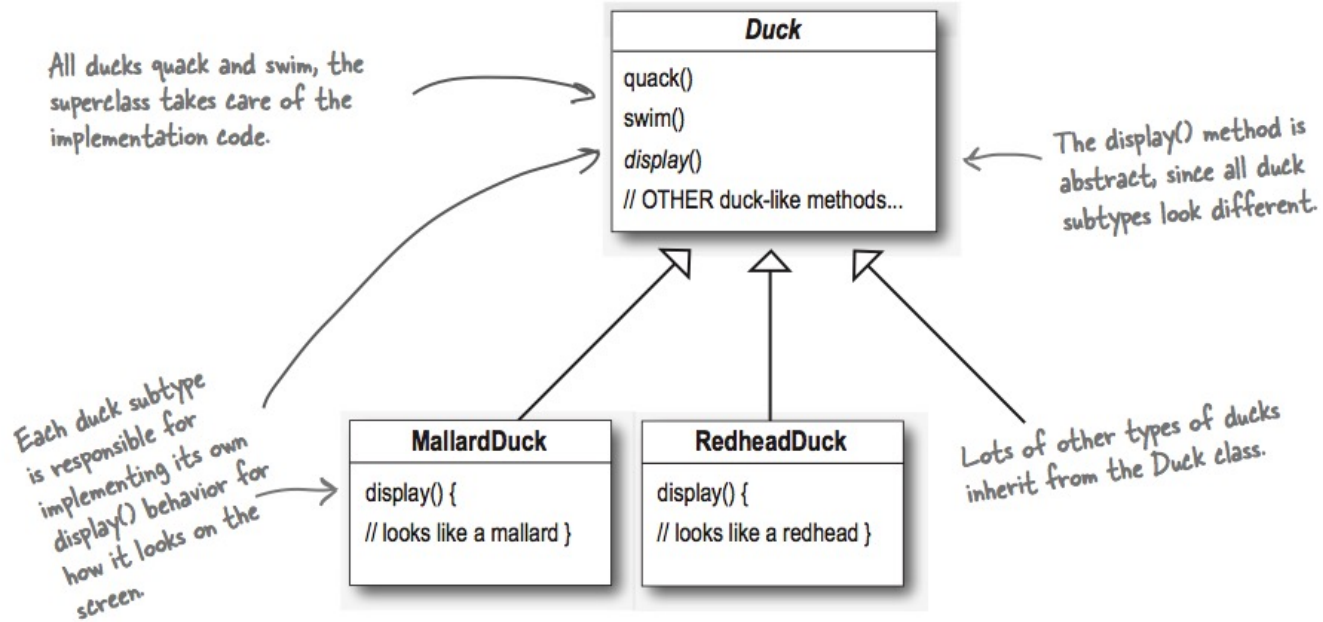 Duck
quack()
swim()
display()
// OTHER duck-like methods...
All ducks quack and swim, the
superclass takes care of the
implementation code.
The display() method is
abstract, since all duck
subtypes look different.
Each duck subtype
is responsible for
implementing its own
display() behavior for
how it looks on the
screen.
MallardDuck
display() {
// looks like a mallard }
RedheadDuck
display() {
// looks like a redhead }
Lots of other types of ducks
inherit from the Duck class.